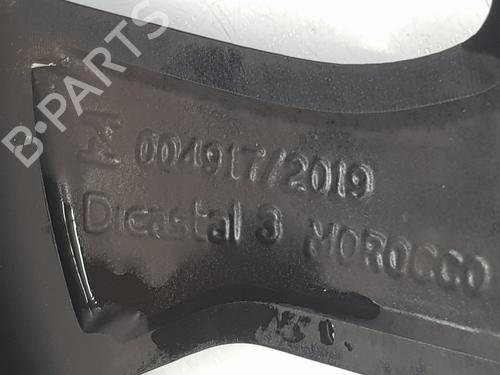 B-PARTS
M 004917/2019
Dicastal 3 MOROCCO